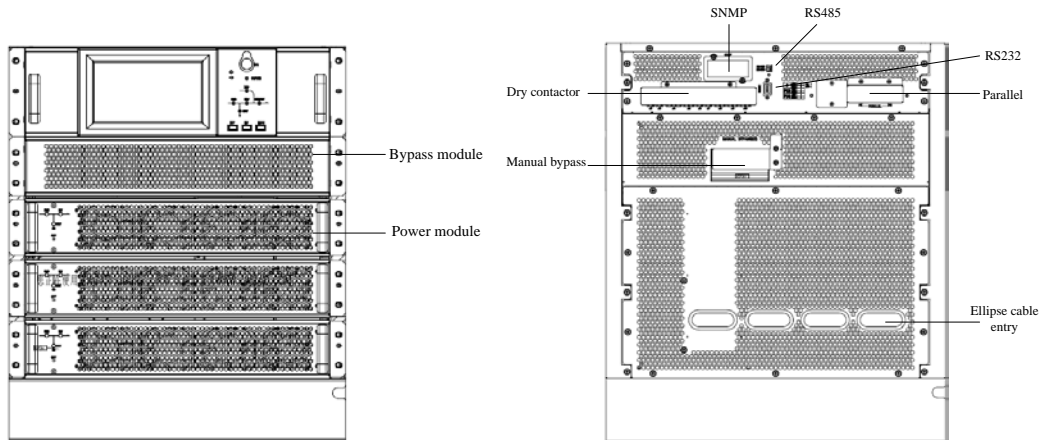 SNMP
RS485
RS232
Dry contactor
Parallel
Bypass module
Manual bypass
Power module
Ellipse cable
entry